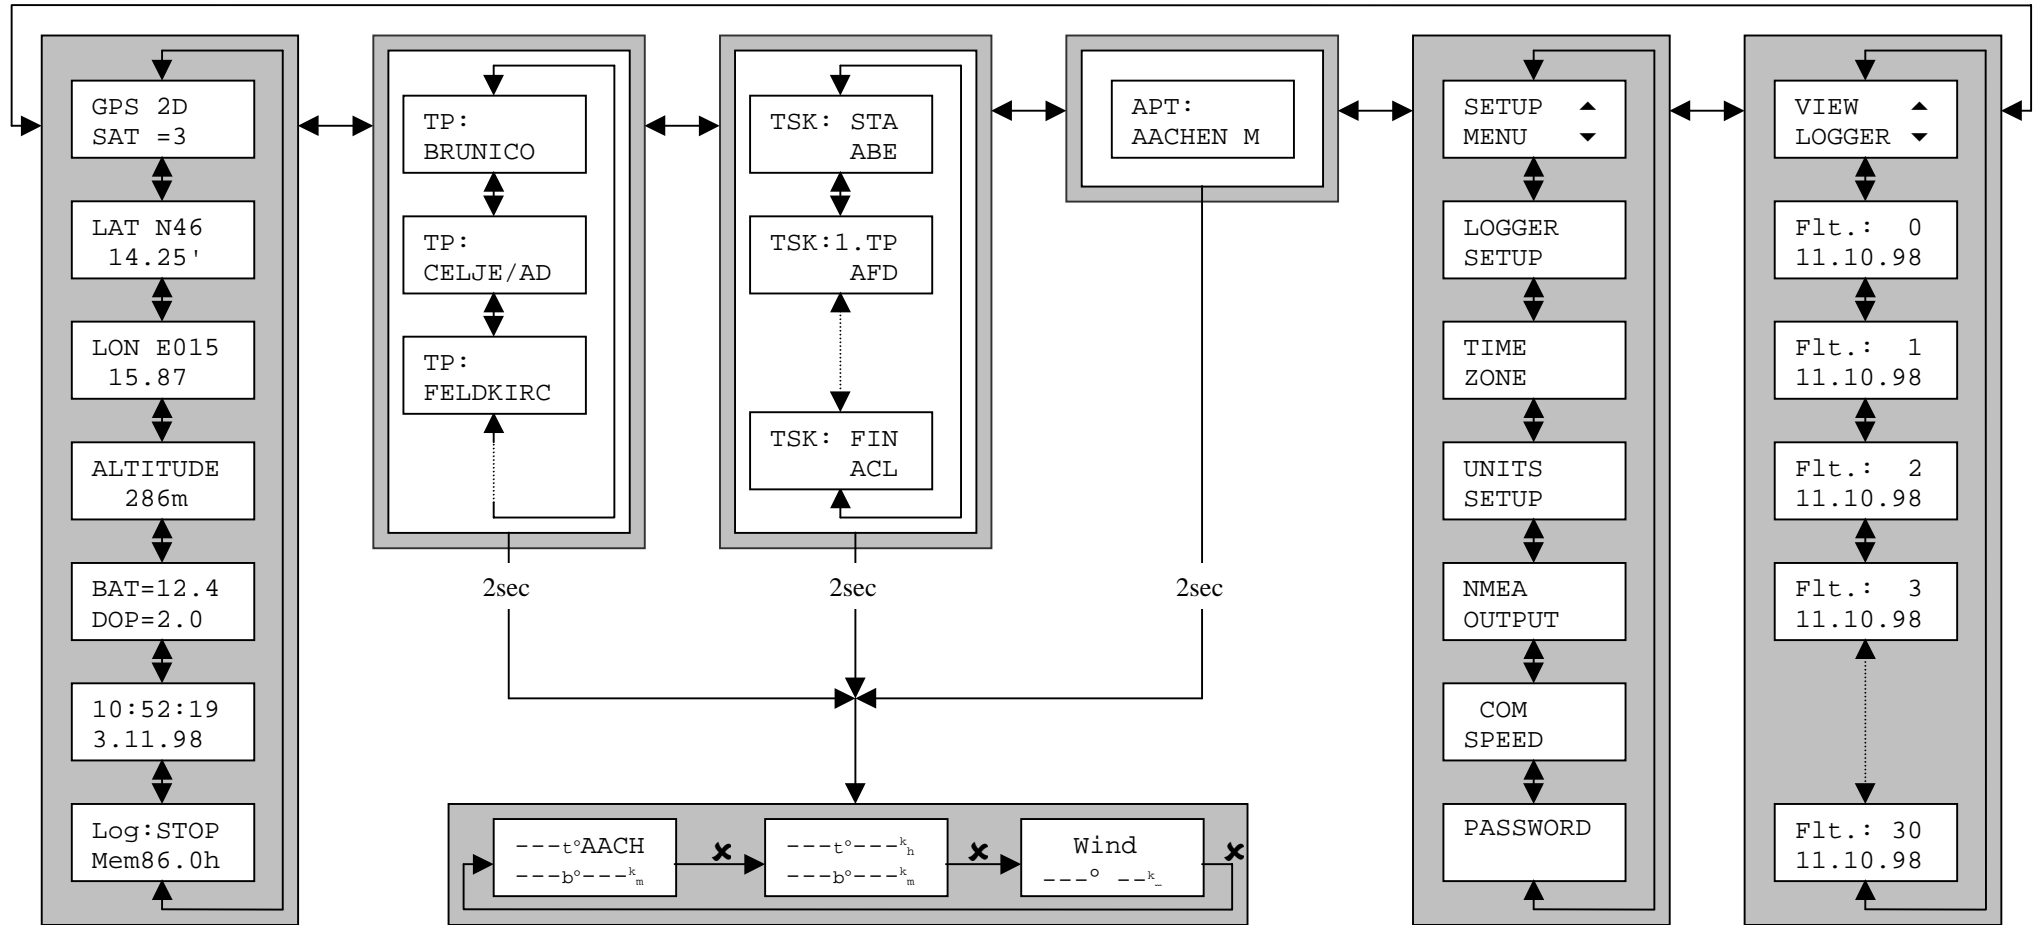 GPS 2D
SAT =3
LAT N46
14.25'
LON E015
15.87
ALTITUDE
286m
BAT=12.4
DOP=2.0
10:52:19
3.11.98
Log:STOP
Mem86.0h
TP:
BRUNICO
TP:
CELJE/AD
TP:
FELDKIRC
2sec
TSK: STA
ABE
TSK:1.TP
AFD
TSK: FIN
ACL
2sec
APT:
AACHEN M
2sec
---t°AACH
---b°---km
---t°---kh
---b°---km
Wind
---° --k
SETUP
MENU
LOGGER
SETUP
TIME
ZONE
UNITS
SETUP
NMEA
OUTPUT
COM
SPEED
PASSWORD
VIEW
LOGGER
Flt.: 0
11.10.98
Flt.: 1
11.10.98
Flt.: 2
11.10.98
Flt.: 3
11.10.98
Flt.: 30
11.10.98